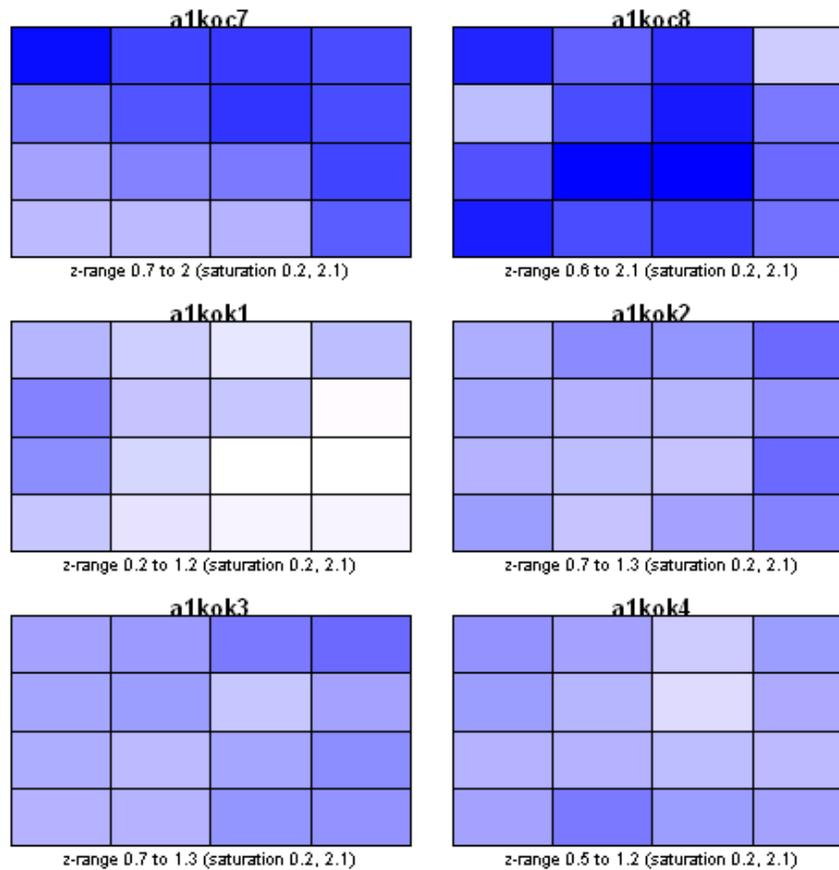 a1koc7 a1koc8
z-range 0.7 to 2 (saturation 0.2, 2.1) z-range 0.6 to 2.1 (saturation 0.2, 2.1)
a1kok1 a1kok2
z-range 0.2 to 1.2 (saturation 0.2, 2.1) z-range 0.7 to 1.3 (saturation 0.2, 2.1)
a1kok3 a1kok4
z-range 0.7 to 1.3 (saturation 0.2, 2.1) z-range 0.5 to 1.2 (saturation 0.2, 2.1)